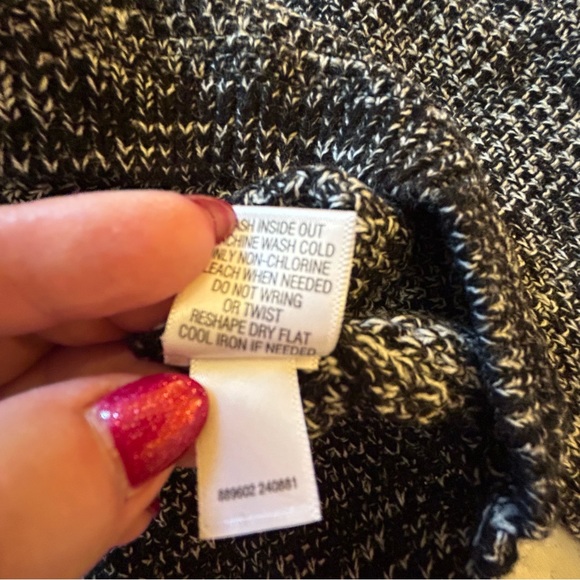 ASH INSIDE OUT
CHINE WASH COLD
NLY NON-CHLORINE
LEACH WHEN NEEDED
DO NOT WRING
OR TWIST
RESHAPE DRY FLAT
COOL IRON IF NEEDED
889602 240881